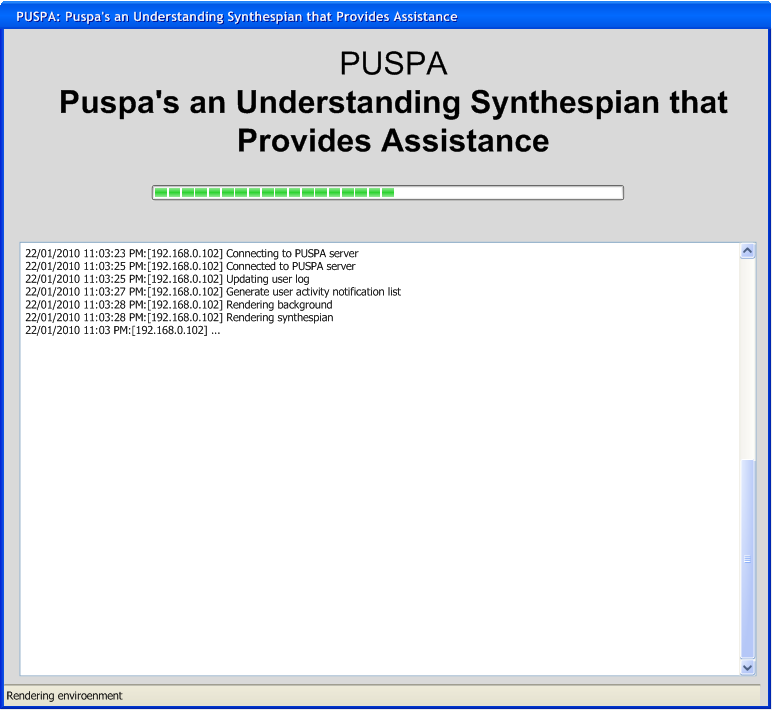 PUSPA: Puspa's an Understanding Synthespian that Provides Assistance
PUSPA
Puspa's an Understanding Synthespian that
Provides Assistance
22/01/2010 11:03:23 PM:[192.168.0.102] Connecting to PUSPA server
22/01/2010 11:03:25 PM:[192.168.0.102] Connected to PUSPA server
22/01/2010 11:03:25 PM:[192.168.0.102] Updating user log
22/01/2010 11:03:27 PM:[192.168.0.102] Generate user activity notification list
22/01/2010 11:03:28 PM:[192.168.0.102] Rendering background
22/01/2010 11:03:28 PM:[192.168.0.102] Rendering synthespian
22/01/2010 11:03 PM:[192.168.0.102] ...
Rendering enviroenment